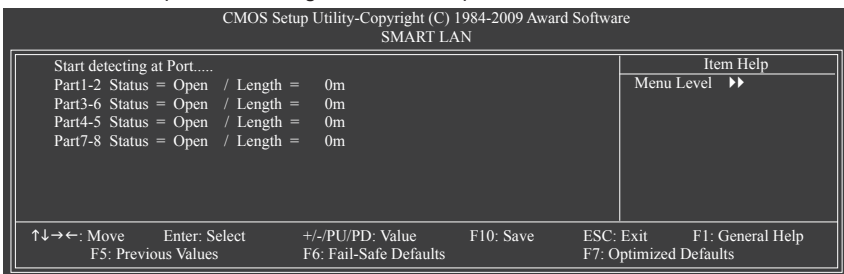 CMOS Setup Utility-Copyright (C) 1984-2009 Award Software
SMART LAN
Start detecting at Port.....
Part1-2 Status = Open / Length = 0m
Part3-6 Status = Open / Length = 0m
Part4-5 Status = Open / Length = 0m
Part7-8 Status = Open / Length = 0m
Item Help
Menu Level ▶▶
↑↓→←: Move Enter: Select +/-/PU/PD: Value F10: Save ESC: Exit F1: General Help
F5: Previous Values F6: Fail-Safe Defaults F7: Optimized Defaults